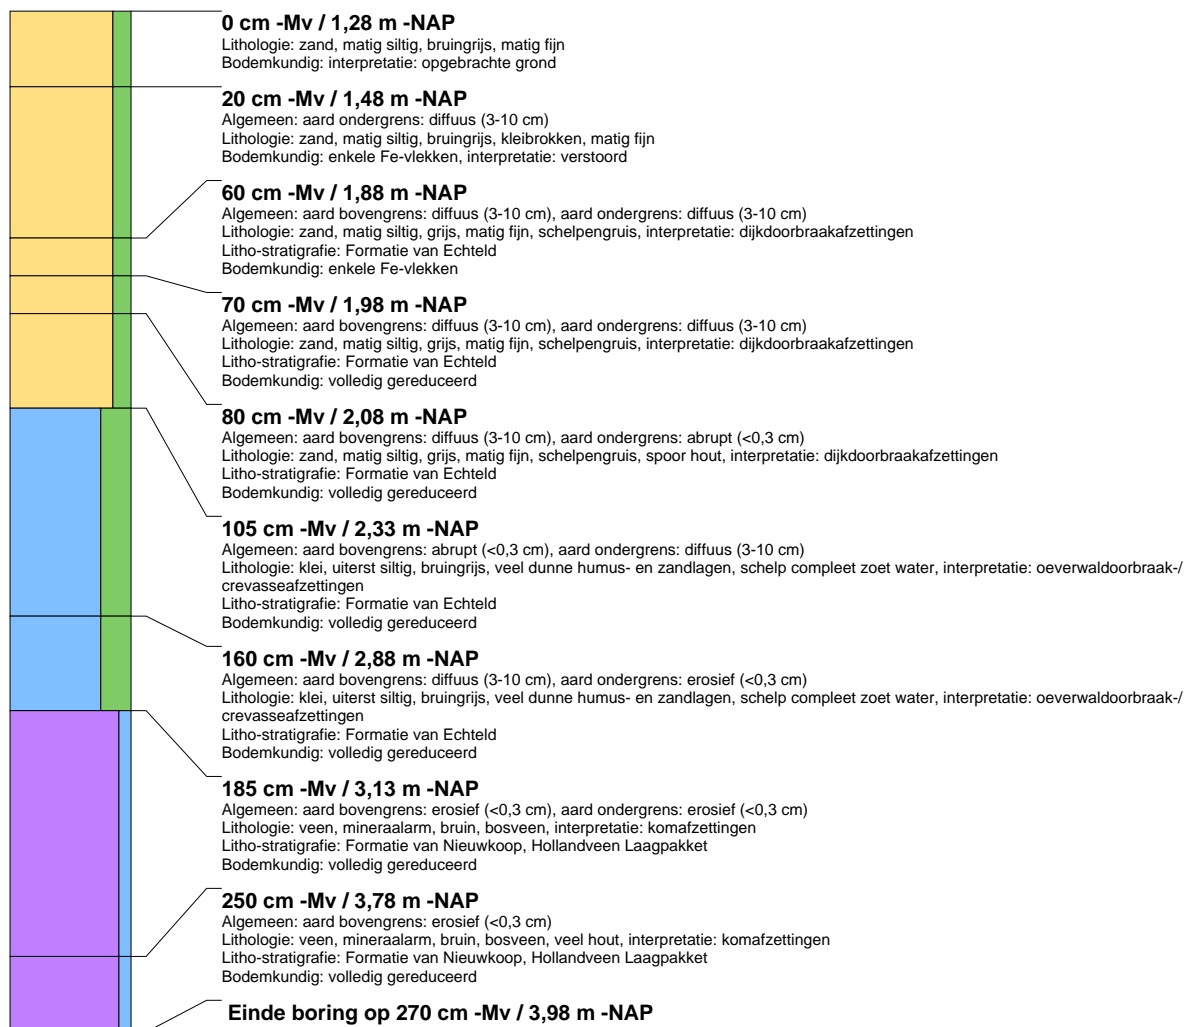 0 cm -Mv / 1,28 m -NAP
Lithologie: zand, matig siltig, bruingrijs, matig fijn
Bodemkundig: interpretatie: opgebrachte grond
20 cm -Mv / 1,48 m -NAP
Algemeen: aard ondergrens: diffuus (3-10 cm)
Lithologie: zand, matig siltig, bruingrijs, kleibrokken, matig fijn
Bodemkundig: enkele Fe-vlekken, interpretatie: verstoord
60 cm -Mv / 1,88 m -NAP
Algemeen: aard bovengrens: diffuus (3-10 cm), aard ondergrens: diffuus (3-10 cm)
Lithologie: zand, matig siltig, grijs, matig fijn, schelpengruis, interpretatie: dijkdoorbraakafzettingen
Litho-stratigrafie: Formatie van Echteld
Bodemkundig: enkele Fe-vlekken
70 cm -Mv / 1,98 m -NAP
Algemeen: aard bovengrens: diffuus (3-10 cm), aard ondergrens: diffuus (3-10 cm)
Lithologie: zand, matig siltig, grijs, matig fijn, schelpengruis, interpretatie: dijkdoorbraakafzettingen
Litho-stratigrafie: Formatie van Echteld
Bodemkundig: volledig gereduceerd
80 cm -Mv / 2,08 m -NAP
Algemeen: aard bovengrens: diffuus (3-10 cm), aard ondergrens: abrupt (<0,3 cm)
Lithologie: zand, matig siltig, grijs, matig fijn, schelpengruis, spoor hout, interpretatie: dijkdoorbraakafzettingen
Litho-stratigrafie: Formatie van Echteld
Bodemkundig: volledig gereduceerd
105 cm -Mv / 2,33 m -NAP
Algemeen: aard bovengrens: abrupt (<0,3 cm), aard ondergrens: diffuus (3-10 cm)
Lithologie: klei, uiterst siltig, bruingrijs, veel dunne humus- en zandlagen, schelp compleet zoet water, interpretatie: oeverwaldoorbraak-/
crevasseafzettingen
Litho-stratigrafie: Formatie van Echteld
Bodemkundig: volledig gereduceerd
160 cm -Mv / 2,88 m -NAP
Algemeen: aard bovengrens: diffuus (3-10 cm), aard ondergrens: erosief (<0,3 cm)
Lithologie: klei, uiterst siltig, bruingrijs, veel dunne humus- en zandlagen, schelp compleet zoet water, interpretatie: oeverwaldoorbraak-/
crevasseafzettingen
Litho-stratigrafie: Formatie van Echteld
Bodemkundig: volledig gereduceerd
185 cm -Mv / 3,13 m -NAP
Algemeen: aard bovengrens: erosief (<0,3 cm), aard ondergrens: erosief (<0,3 cm)
Lithologie: veen, mineraalarm, bruin, bosveen, interpretatie: komafzettingen
Litho-stratigrafie: Formatie van Nieuwkoop, Hollandveen Laagpakket
Bodemkundig: volledig gereduceerd
250 cm -Mv / 3,78 m -NAP
Algemeen: aard bovengrens: erosief (<0,3 cm)
Lithologie: veen, mineraalarm, bruin, bosveen, veel hout, interpretatie: komafzettingen
Litho-stratigrafie: Formatie van Nieuwkoop, Hollandveen Laagpakket
Bodemkundig: volledig gereduceerd
Einde boring op 270 cm -Mv / 3,98 m -NAP